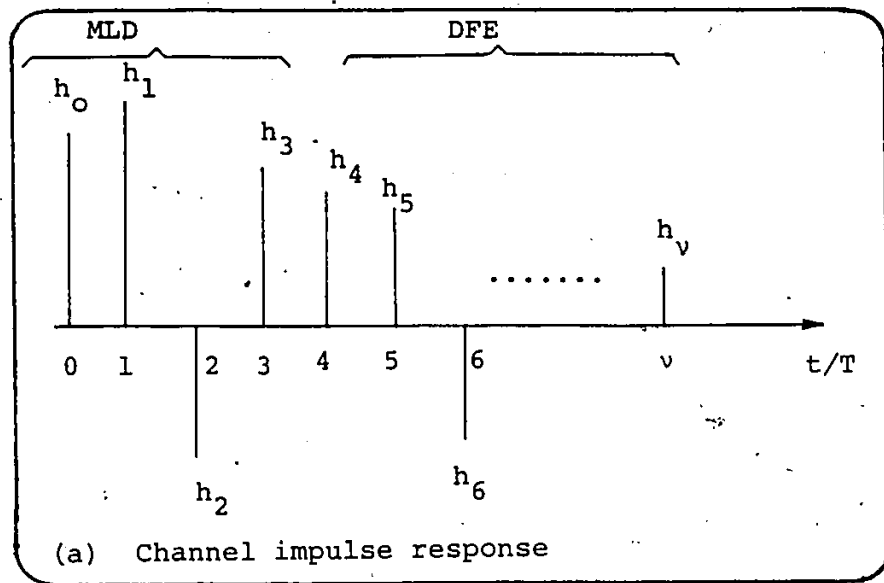 MLD DFE
h₀ h₁ h₃ h₄ h₅ hᵥ
.......
0 1 2 3 4 5 6 ν t/T
h₂ h₆
(a) Channel impulse response